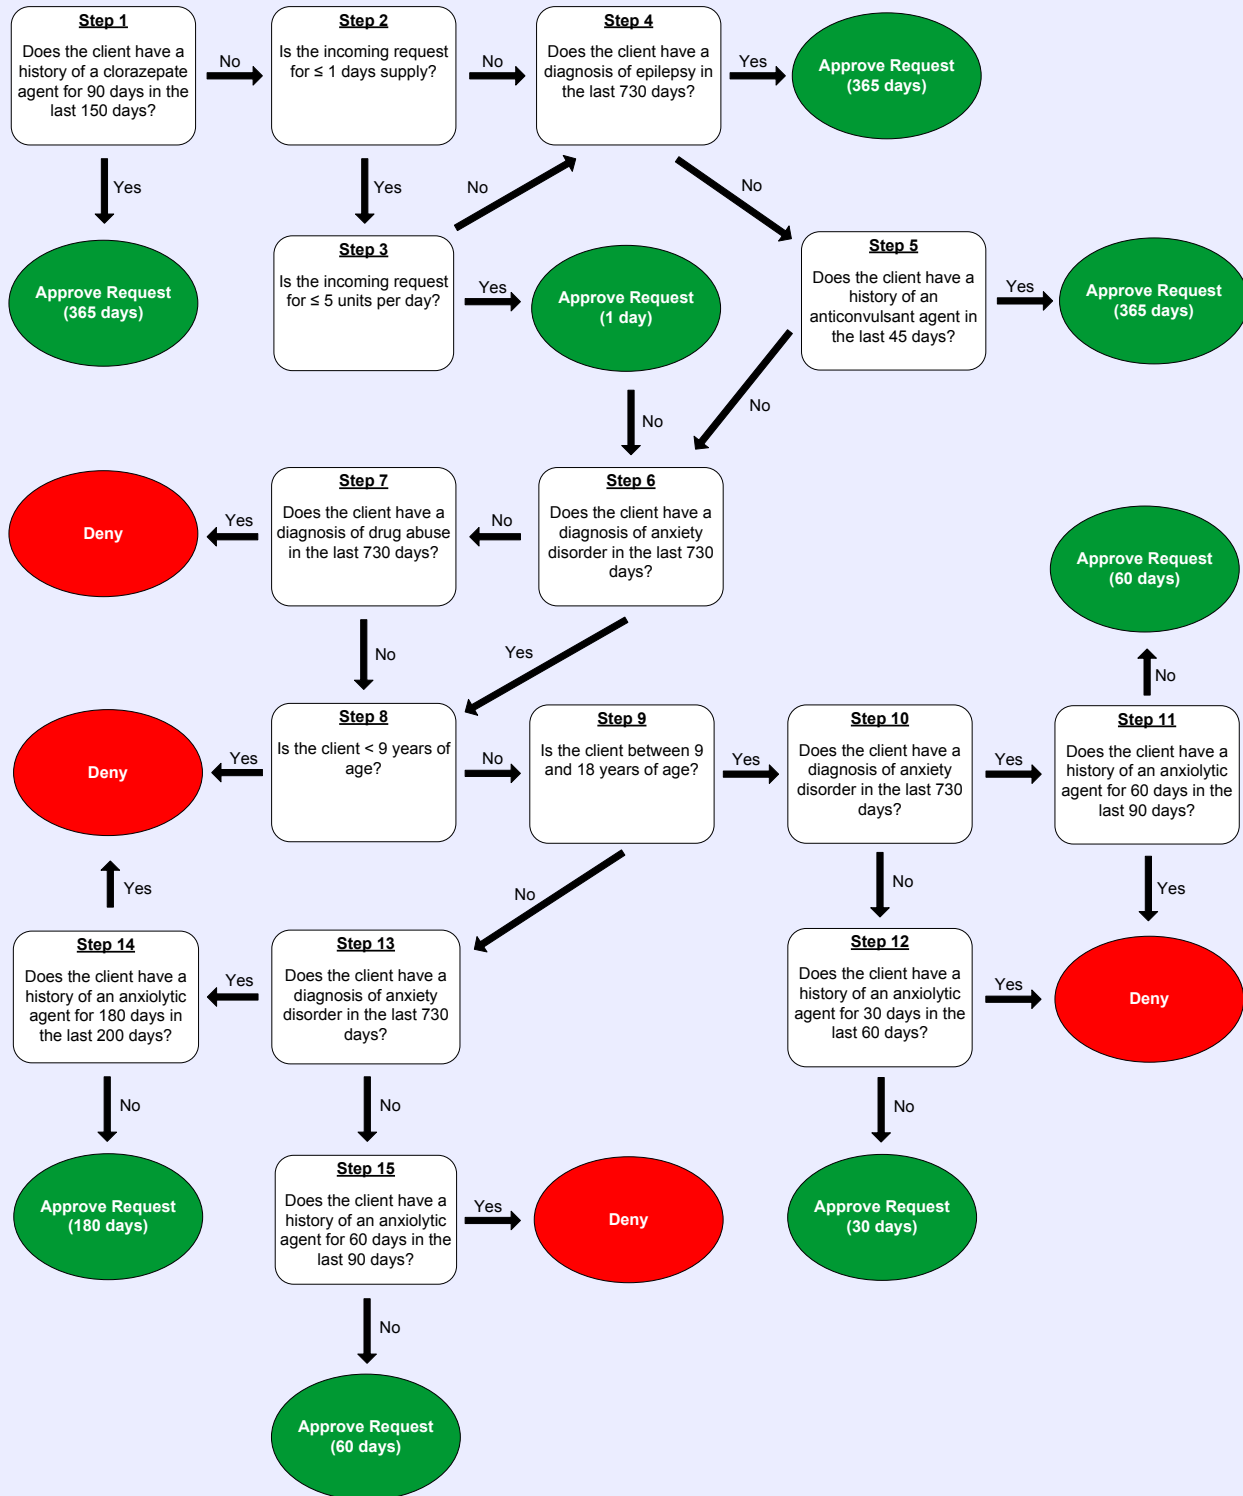 Step 1
Does the client have a
history of a clorazepate
agent for 90 days in the
last 150 days?
No
Step 2
Is the incoming request
for ≤ 1 days supply?
No
Step 4
Does the client have a
diagnosis of epilepsy in
the last 730 days?
Yes
Approve Request
(365 days)
Yes
Yes
No
No
Approve Request
(365 days)
Step 3
Is the incoming request
for ≤ 5 units per day?
Yes
Approve Request
(1 day)
Step 5
Does the client have a
history of an
anticonvulsant agent in
the last 45 days?
Yes
Approve Request
(365 days)
No
No
Deny
Yes
Step 7
Does the client have a
diagnosis of drug abuse
in the last 730 days?
No
Step 6
Does the client have a
diagnosis of anxiety
disorder in the last 730
days?
Approve Request
(60 days)
No
Yes
No
Deny
Yes
Step 8
Is the client < 9 years of
age?
No
Step 9
Is the client between 9
and 18 years of age?
Yes
Step 10
Does the client have a
diagnosis of anxiety
disorder in the last 730
days?
Yes
Step 11
Does the client have a
history of an anxiolytic
agent for 60 days in the
last 90 days?
Yes
No
No
Yes
Step 14
Does the client have a
history of an anxiolytic
agent for 180 days in
the last 200 days?
Yes
Step 13
Does the client have a
diagnosis of anxiety
disorder in the last 730
days?
Step 12
Does the client have a
history of an anxiolytic
agent for 30 days in the
last 60 days?
Yes
Deny
No
No
No
Approve Request
(180 days)
Step 15
Does the client have a
history of an anxiolytic
agent for 60 days in the
last 90 days?
Yes
Deny
Approve Request
(30 days)
No
Approve Request
(60 days)